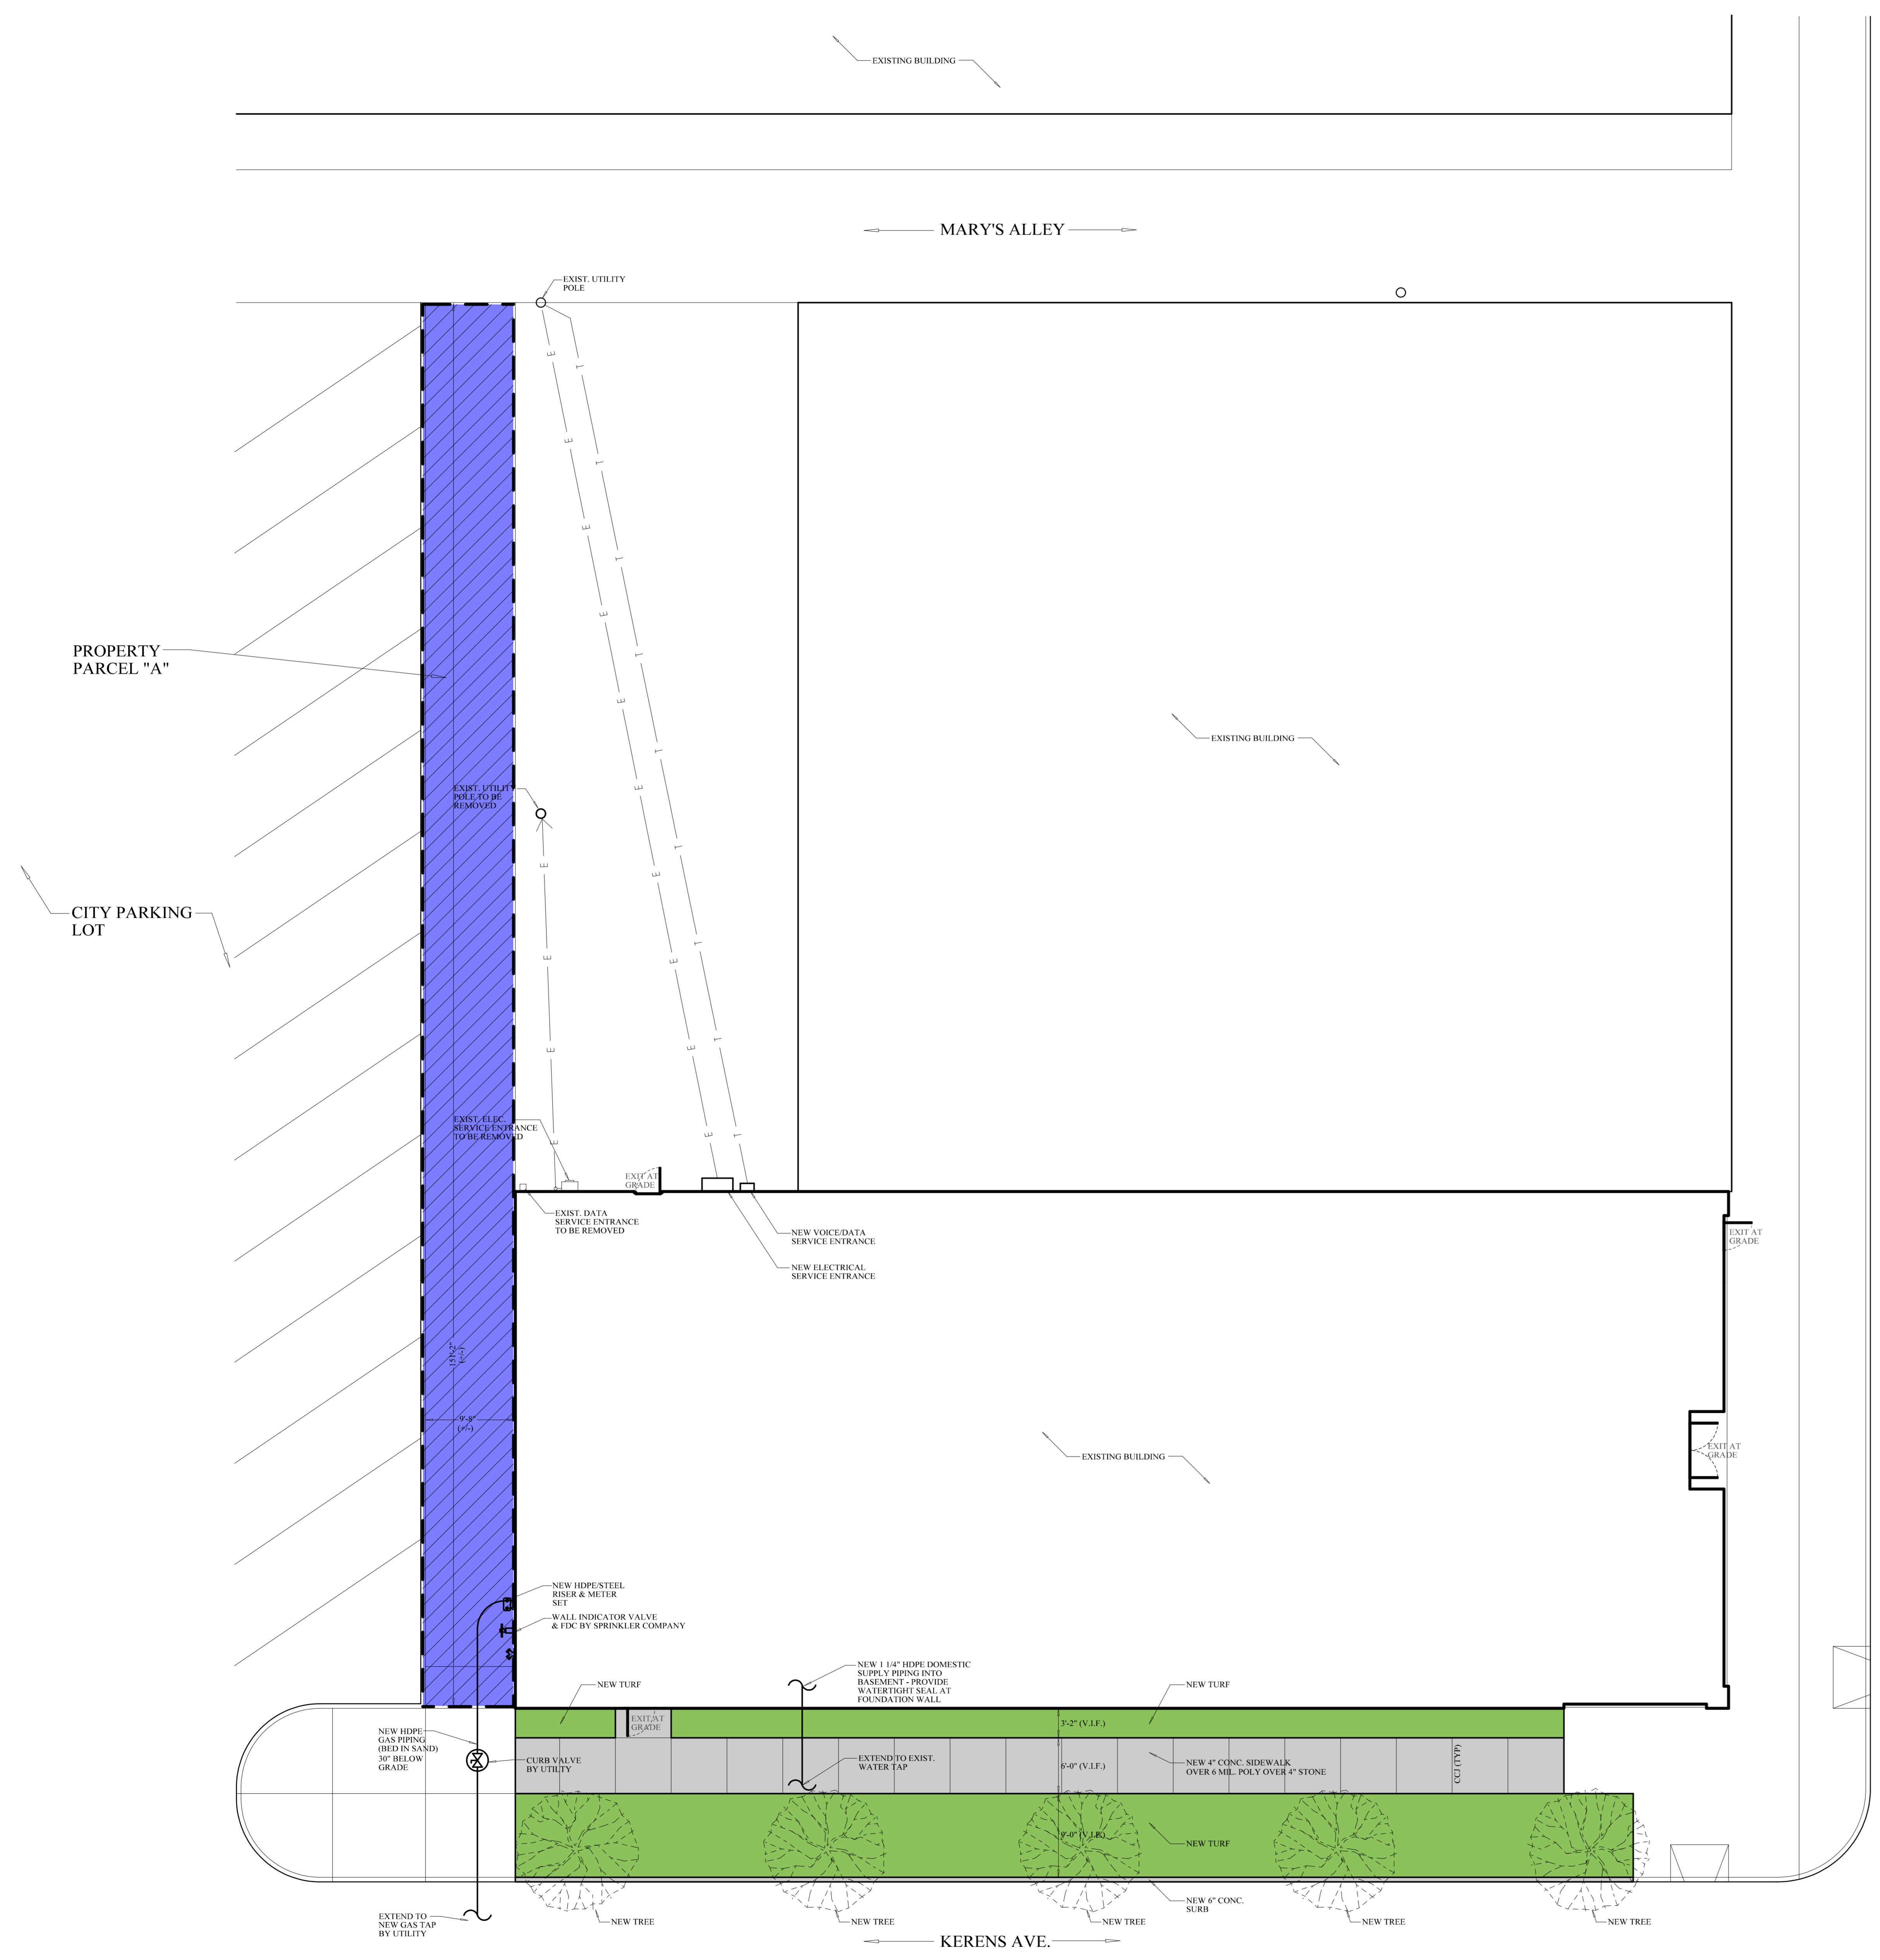 EXISTING BUILDING
MARY'S ALLEY
EXIST. UTILITY
POLE
E
T
E
T
E
T
E
T
E
T
E
T
E
T
E
T
E
T
E
T
PROPERTY
PARCEL "A"
EXISTING BUILDING
EXIST. UTILITY
POLE TO BE
REMOVED
E
E
E
E
CITY PARKING
LOT
EXIST. ELEC.
SERVICE ENTRANCE
TO BE REMOVED
EXIT AT
GRADE
EXIST. DATA
SERVICE ENTRANCE
TO BE REMOVED
NEW VOICE/DATA
SERVICE ENTRANCE
NEW ELECTRICAL
SERVICE ENTRANCE
EXIT AT
GRADE
151'-2"
(+/-)
9'-8"
(+/-)
EXISTING BUILDING
EXIT AT
GRADE
NEW HDPE/STEEL
RISER & METER
SET
WALL INDICATOR VALVE
& FDC BY SPRINKLER COMPANY
NEW 1 1/4" HDPE DOMESTIC
SUPPLY PIPING INTO
BASEMENT - PROVIDE
WATERTIGHT SEAL AT
FOUNDATION WALL
NEW TURF
NEW TURF
EXIT AT
GRADE
3'-2" (V.I.F.)
NEW HDPE
GAS PIPING
(BED IN SAND)
30" BELOW
GRADE
CURB VALVE
BY UTILTY
EXTEND TO EXIST.
WATER TAP
6'-0" (V.I.F.)
NEW 4" CONC. SIDEWALK
OVER 6 MIL. POLY OVER 4" STONE
CCJ (TYP)
9'-0" (V.I.F.)
NEW TURF
NEW 6" CONC.
SURB
EXTEND TO
NEW GAS TAP
BY UTILITY
NEW TREE
NEW TREE
NEW TREE
NEW TREE
NEW TREE
KERENS AVE.